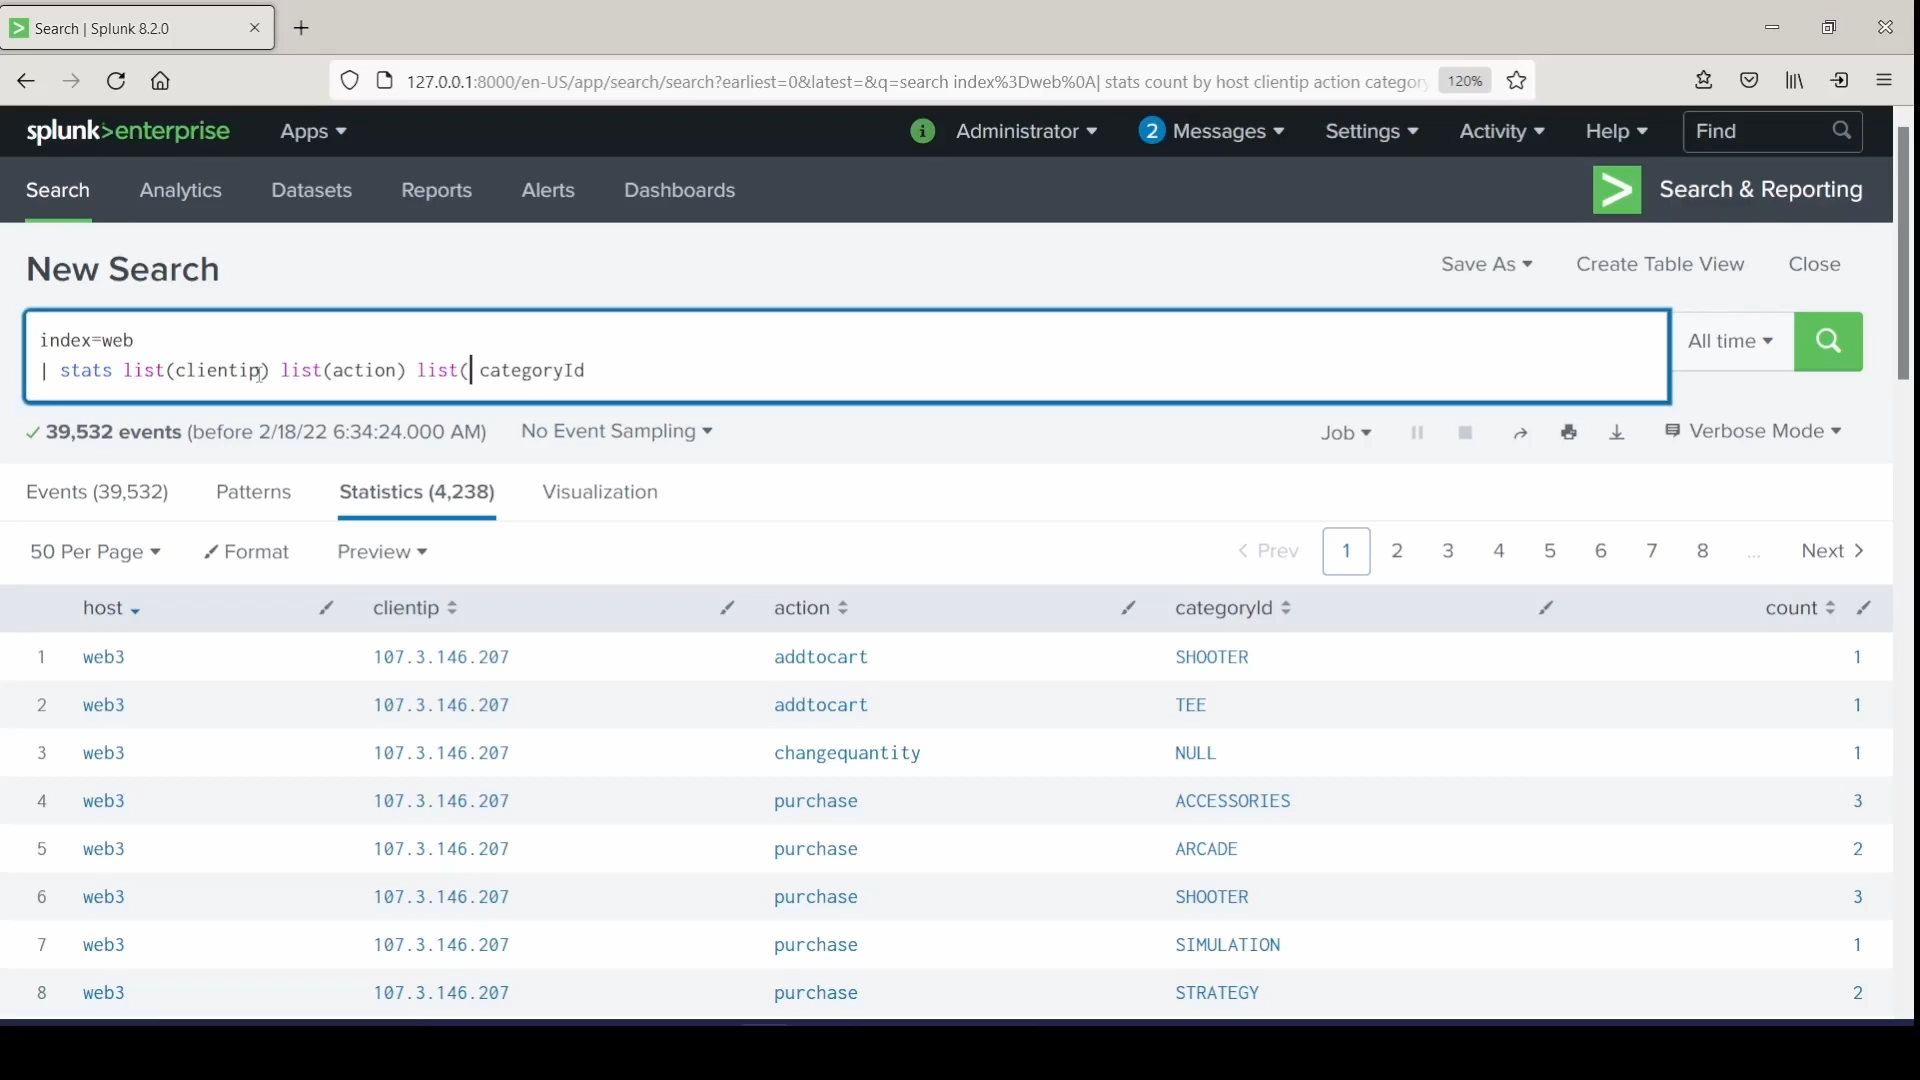 Search | Splunk 8.2.0
127.0.0.1:8000/en-US/app/search/search?earliest=0&latest=&q=search index%3Dweb%0A| stats count by host clientip action category 120%
splunk>enterprise Apps i Administrator 2 Messages Settings Activity Help Find
Search Analytics Datasets Reports Alerts Dashboards > Search & Reporting
New Search Save As Create Table View Close
index=web
| stats list(clientip) list(action) list( categoryId
All time
39,532 events (before 2/18/22 6:34:24.000 AM) No Event Sampling Job Verbose Mode
Events (39,532) Patterns Statistics (4,238) Visualization
50 Per Page Format Preview < Prev 1 2 3 4 5 6 7 8 ... Next >
host clientip action categoryId count
1 web3 107.3.146.207 addtocart SHOOTER 1
2 web3 107.3.146.207 addtocart TEE 1
3 web3 107.3.146.207 changequantity NULL 1
4 web3 107.3.146.207 purchase ACCESSORIES 3
5 web3 107.3.146.207 purchase ARCADE 2
6 web3 107.3.146.207 purchase SHOOTER 3
7 web3 107.3.146.207 purchase SIMULATION 1
8 web3 107.3.146.207 purchase STRATEGY 2